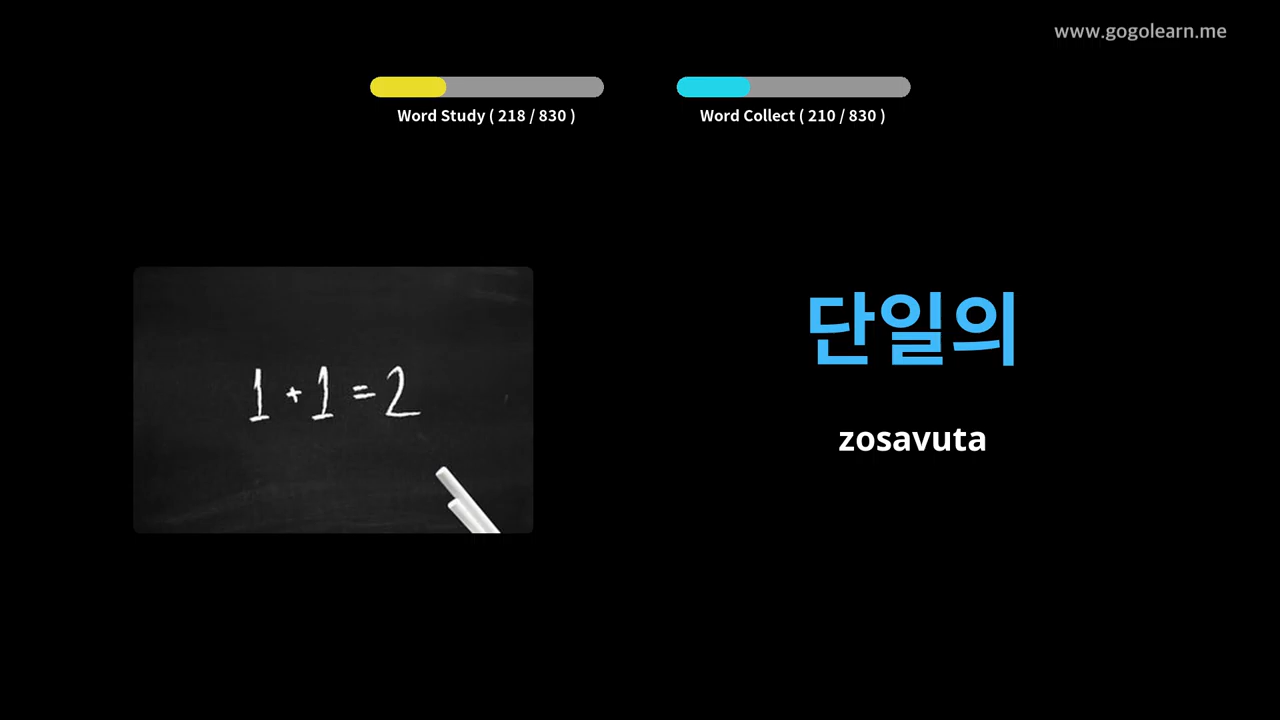 www.gogolearn.me
Word Study ( 218 / 830 )
Word Collect ( 210 / 830 )
1 + 1 = 2
단일의
zosavuta